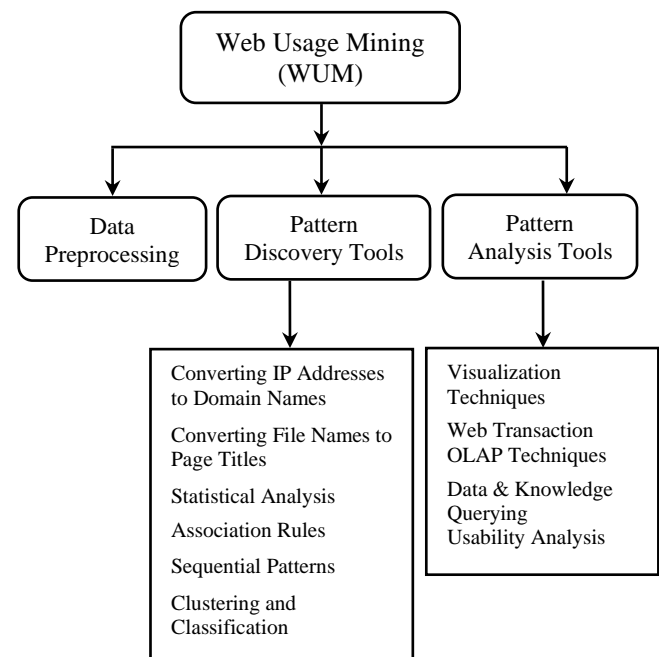 Web Usage Mining
(WUM)
Data
Preprocessing
Pattern
Discovery Tools
Pattern
Analysis Tools
Converting IP Addresses
to Domain Names
Converting File Names to
Page Titles
Statistical Analysis
Association Rules
Sequential Patterns
Clustering and
Classification
Visualization
Techniques
Web Transaction
OLAP Techniques
Data & Knowledge
Querying
Usability Analysis